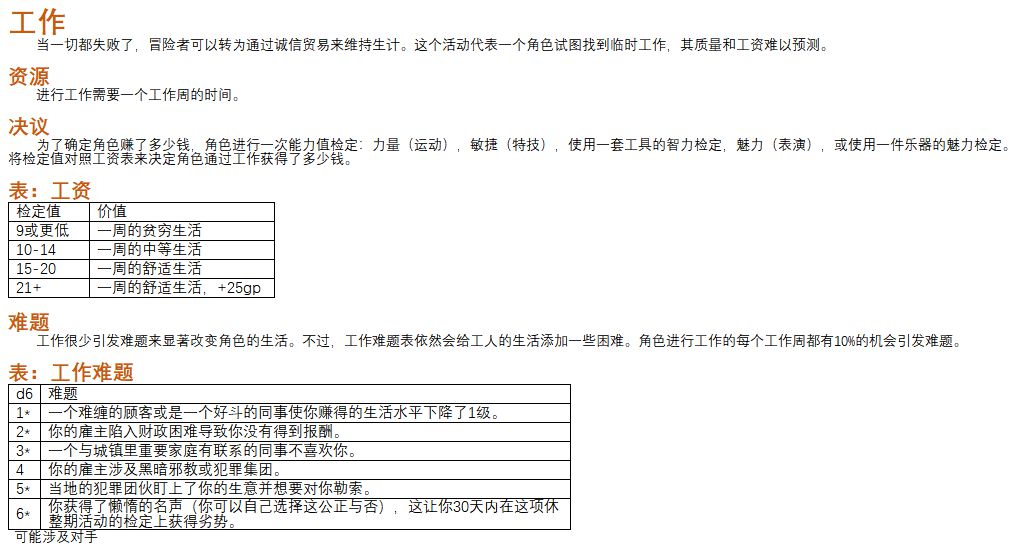 工作
当一切都失败了，冒险者可以转为通过诚信贸易来维持生计。这个活动代表一个角色试图找到临时工作，其质量和工资难以预测。
资源
进行工作需要一个工作周的时间。
决议
为了确定角色赚了多少钱，角色进行一次能力值检定：力量（运动），敏捷（特技），使用一套工具的智力检定，魅力（表演），或使用一件乐器的魅力检定。
将检定值对照工资表来决定角色通过工作获得了多少钱。
表：工资
检定值 价值
9或更低 一周的贫穷生活
10-14 一周的中等生活
15-20 一周的舒适生活
21+ 一周的舒适生活，+25gp
难题
工作很少引发难题来显著改变角色的生活。不过，工作难题表依然会给工人的生活添加一些困难。角色进行工作的每个工作周都有10%的机会引发难题。
表：工作难题
d6 难题
1* 一个难缠的顾客或是一个好斗的同事使你赚得的生活水平下降了1级。
2* 你的雇主陷入财政困难导致你没有得到报酬。
3* 一个与城镇里重要家庭有联系的同事不喜欢你。
4 你的雇主涉及黑暗邪教或犯罪集团。
5* 当地的犯罪团伙盯上了你的生意并想要对你勒索。
6* 你获得了懒惰的名声（你可以自己选择这公正与否），这让你30天内在这项休
整期活动的检定上获得劣势。
可能涉及对手